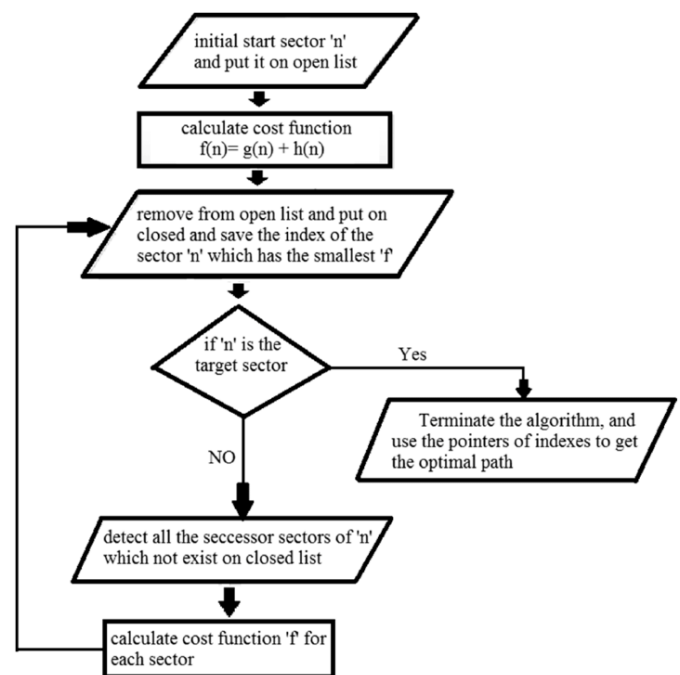 initial start sector 'n'
and put it on open list
calculate cost function
f(n)= g(n) + h(n)
remove from open list and put on
closed and save the index of the
sector 'n' which has the smallest 'f'
if 'n' is the
target sector
Yes
Terminate the algorithm, and
use the pointers of indexes to get
the optimal path
NO
detect all the seccessor sectors of 'n'
which not exist on closed list
calculate cost function 'f' for
each sector